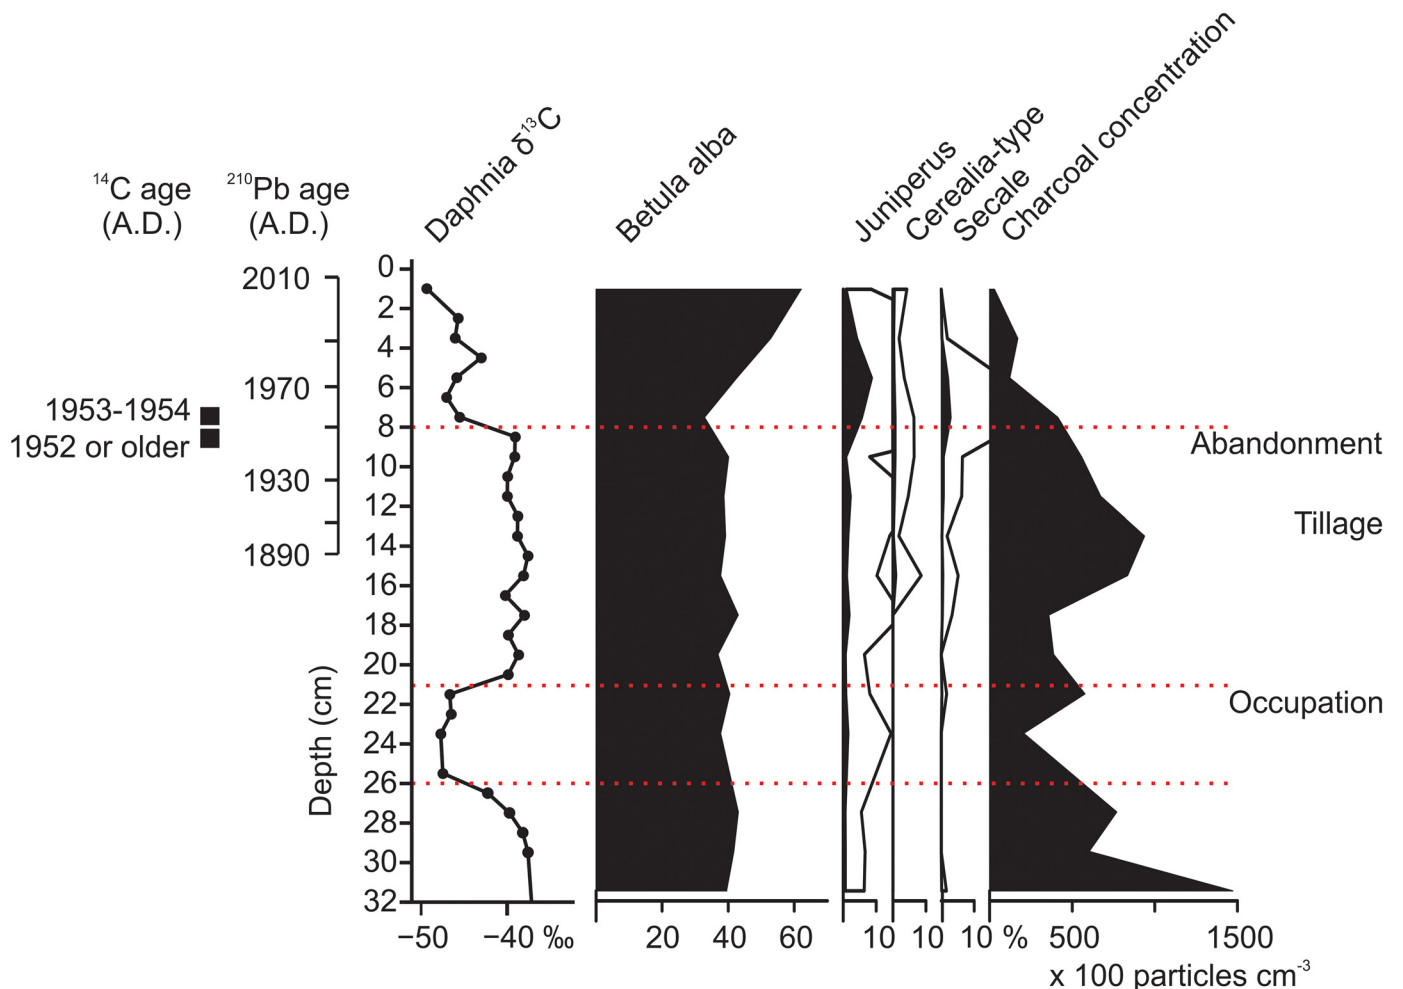 Daphnia δ¹³C
Betula alba
Juniperus
Cerealia-type
Secale
Charcoal concentration
¹⁴C age
(A.D.)
²¹⁰Pb age
(A.D.)
2010
1970
1930
1890
1953-1954
1952 or older
Depth (cm)
0
2
4
6
8
10
12
14
16
18
20
22
24
26
28
30
32
Abandonment
Tillage
Occupation
−50 −40 ‰
20 40 60
10 10 10 %
500 1500
x 100 particles cm⁻³